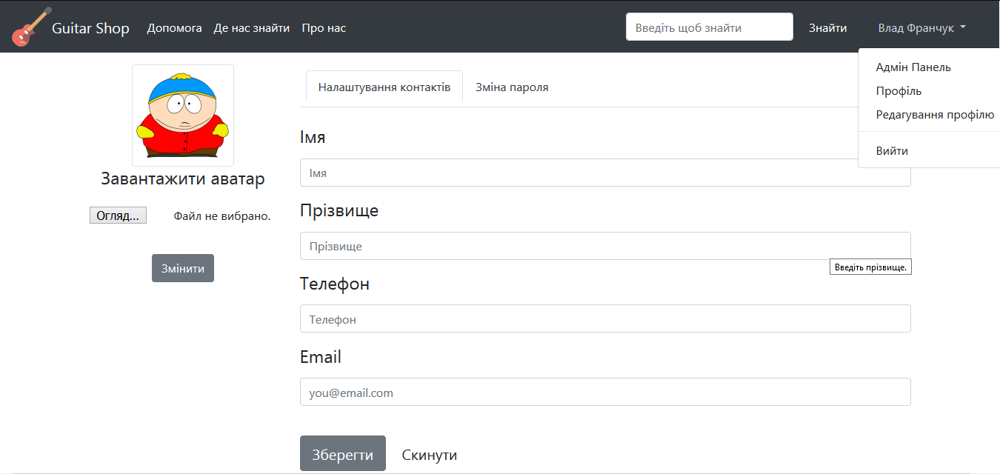 Guitar Shop Допомога Де нас знайти Про нас Введіть щоб знайти Знайти Влад Франчук
Адмін Панель
Профіль
Редагування профілю
Вийти
Завантажити аватар
Огляд... Файл не вибрано.
Змінити
Налаштування контактів Зміна пароля
Імя
Імя
Прізвище
Прізвище
Введіть прізвище.
Телефон
Телефон
Email
you@email.com
Зберегти Скинути